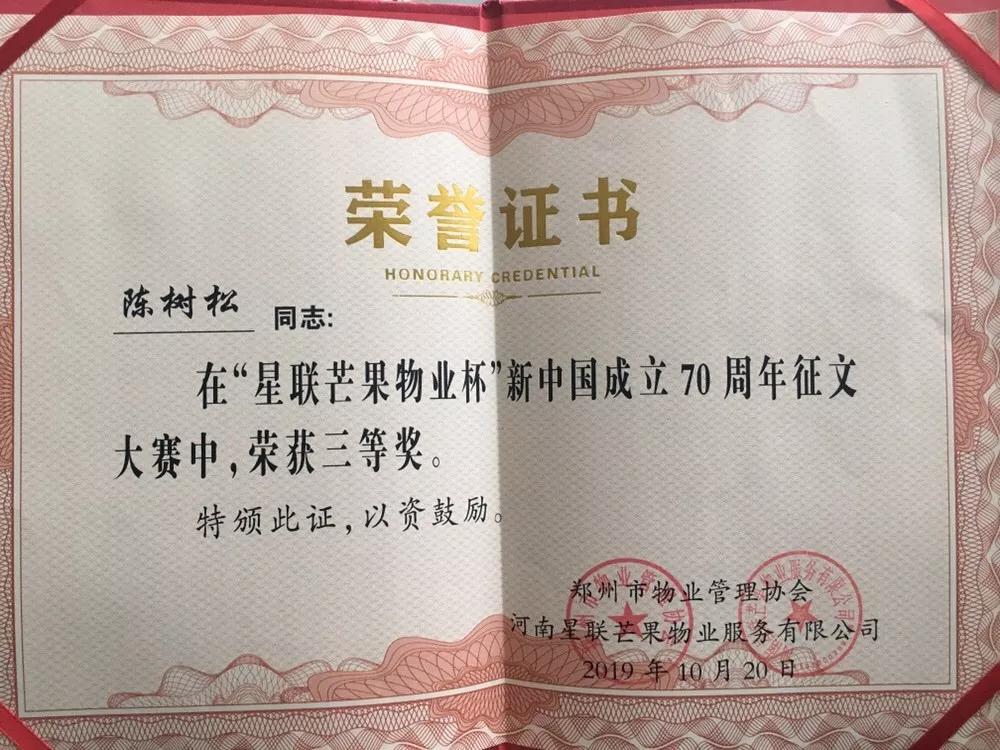 荣誉证书
HONORARY CREDENTIAL
陈树松 同志:
在“星联芒果物业杯”新中国成立70周年征文
大赛中,荣获三等奖。
特颁此证,以资鼓励。
郑州市物业管理协会
河南星联芒果物业服务有限公司
2019年10月20日